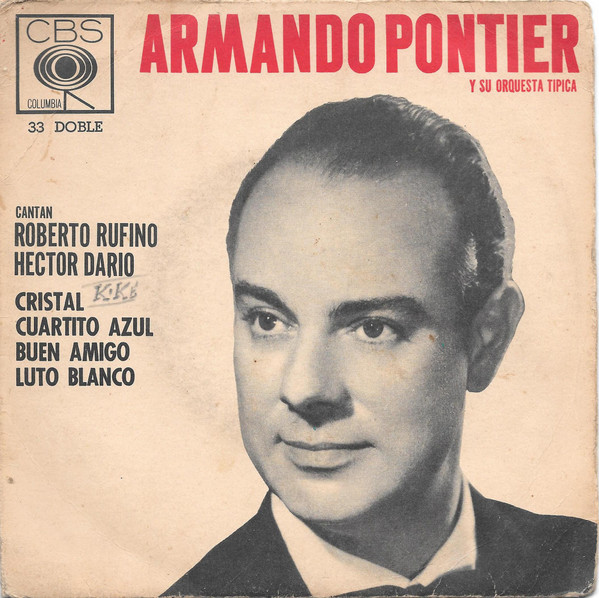 CBS
COLUMBIA
33 DOBLE
ARMANDO PONTIER
Y SU ORQUESTA TIPICA
CANTAN
ROBERTO RUFINO
HECTOR DARIO
CRISTAL
CUARTITO AZUL
BUEN AMIGO
LUTO BLANCO